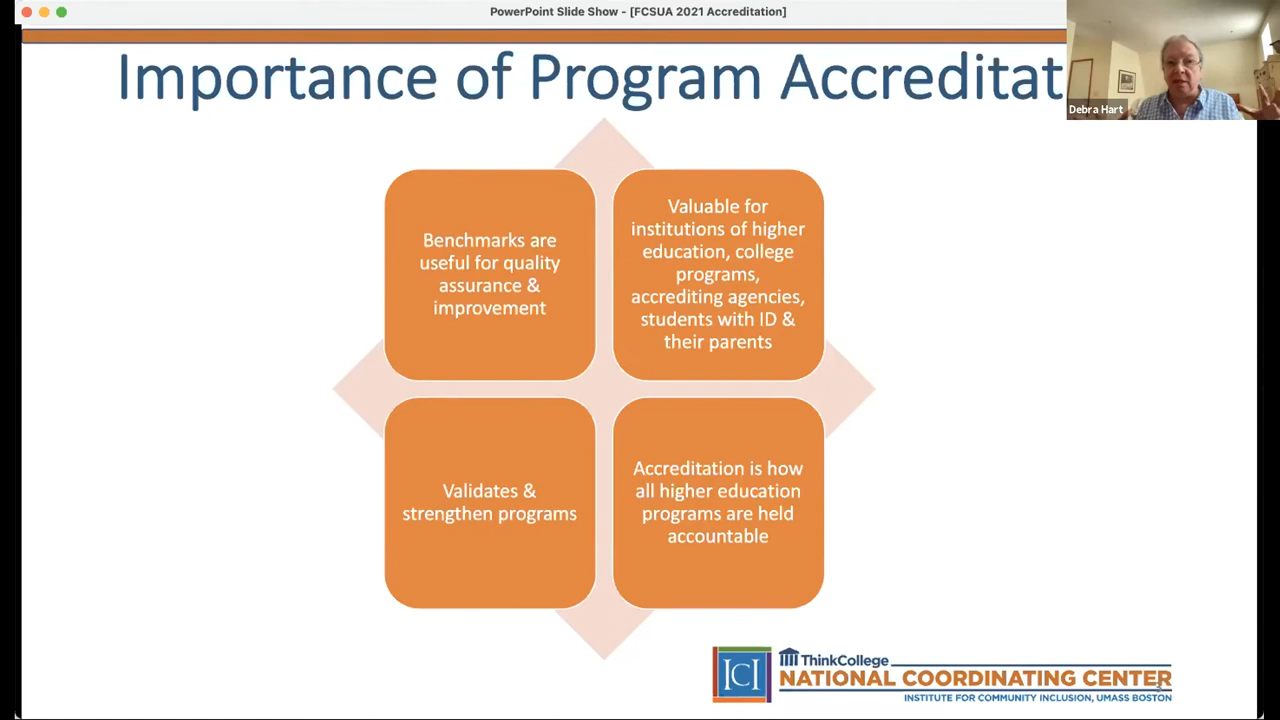 PowerPoint Slide Show - [FCSUA 2021 Accreditation]
Importance of Program Accreditat
Debra Hart
Benchmarks are
useful for quality
assurance &
improvement
Valuable for
institutions of higher
education, college
programs,
accrediting agencies,
students with ID &
their parents
Validates &
strengthen programs
Accreditation is how
all higher education
programs are held
accountable
ICI
ThinkCollege
NATIONAL COORDINATING CENTER
INSTITUTE FOR COMMUNITY INCLUSION, UMASS BOSTON